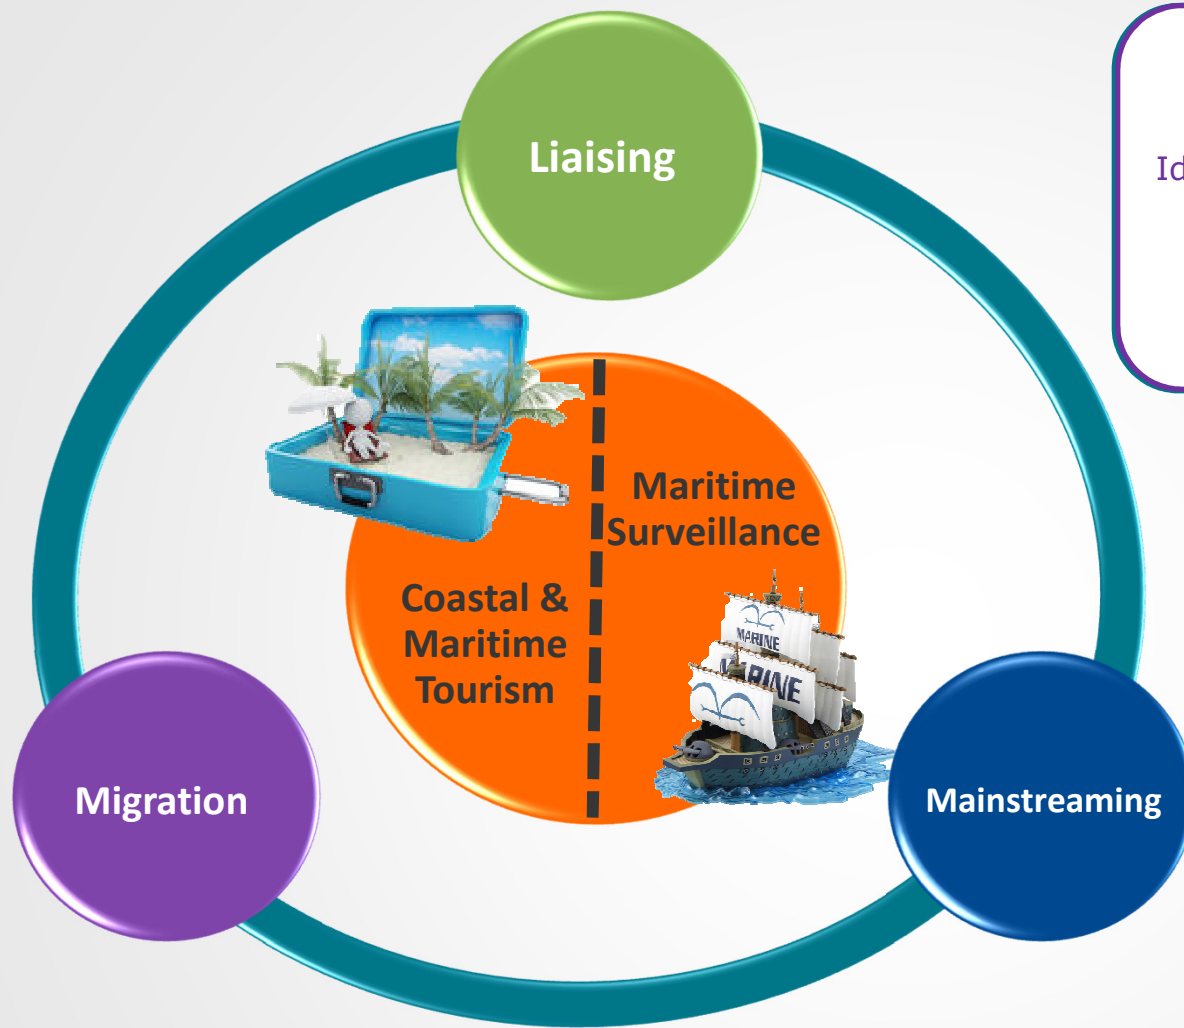 Liaising
Id
Maritime
Surveillance
Coastal &
Maritime
Tourism
MARINE
MARINE
Migration
Mainstreaming